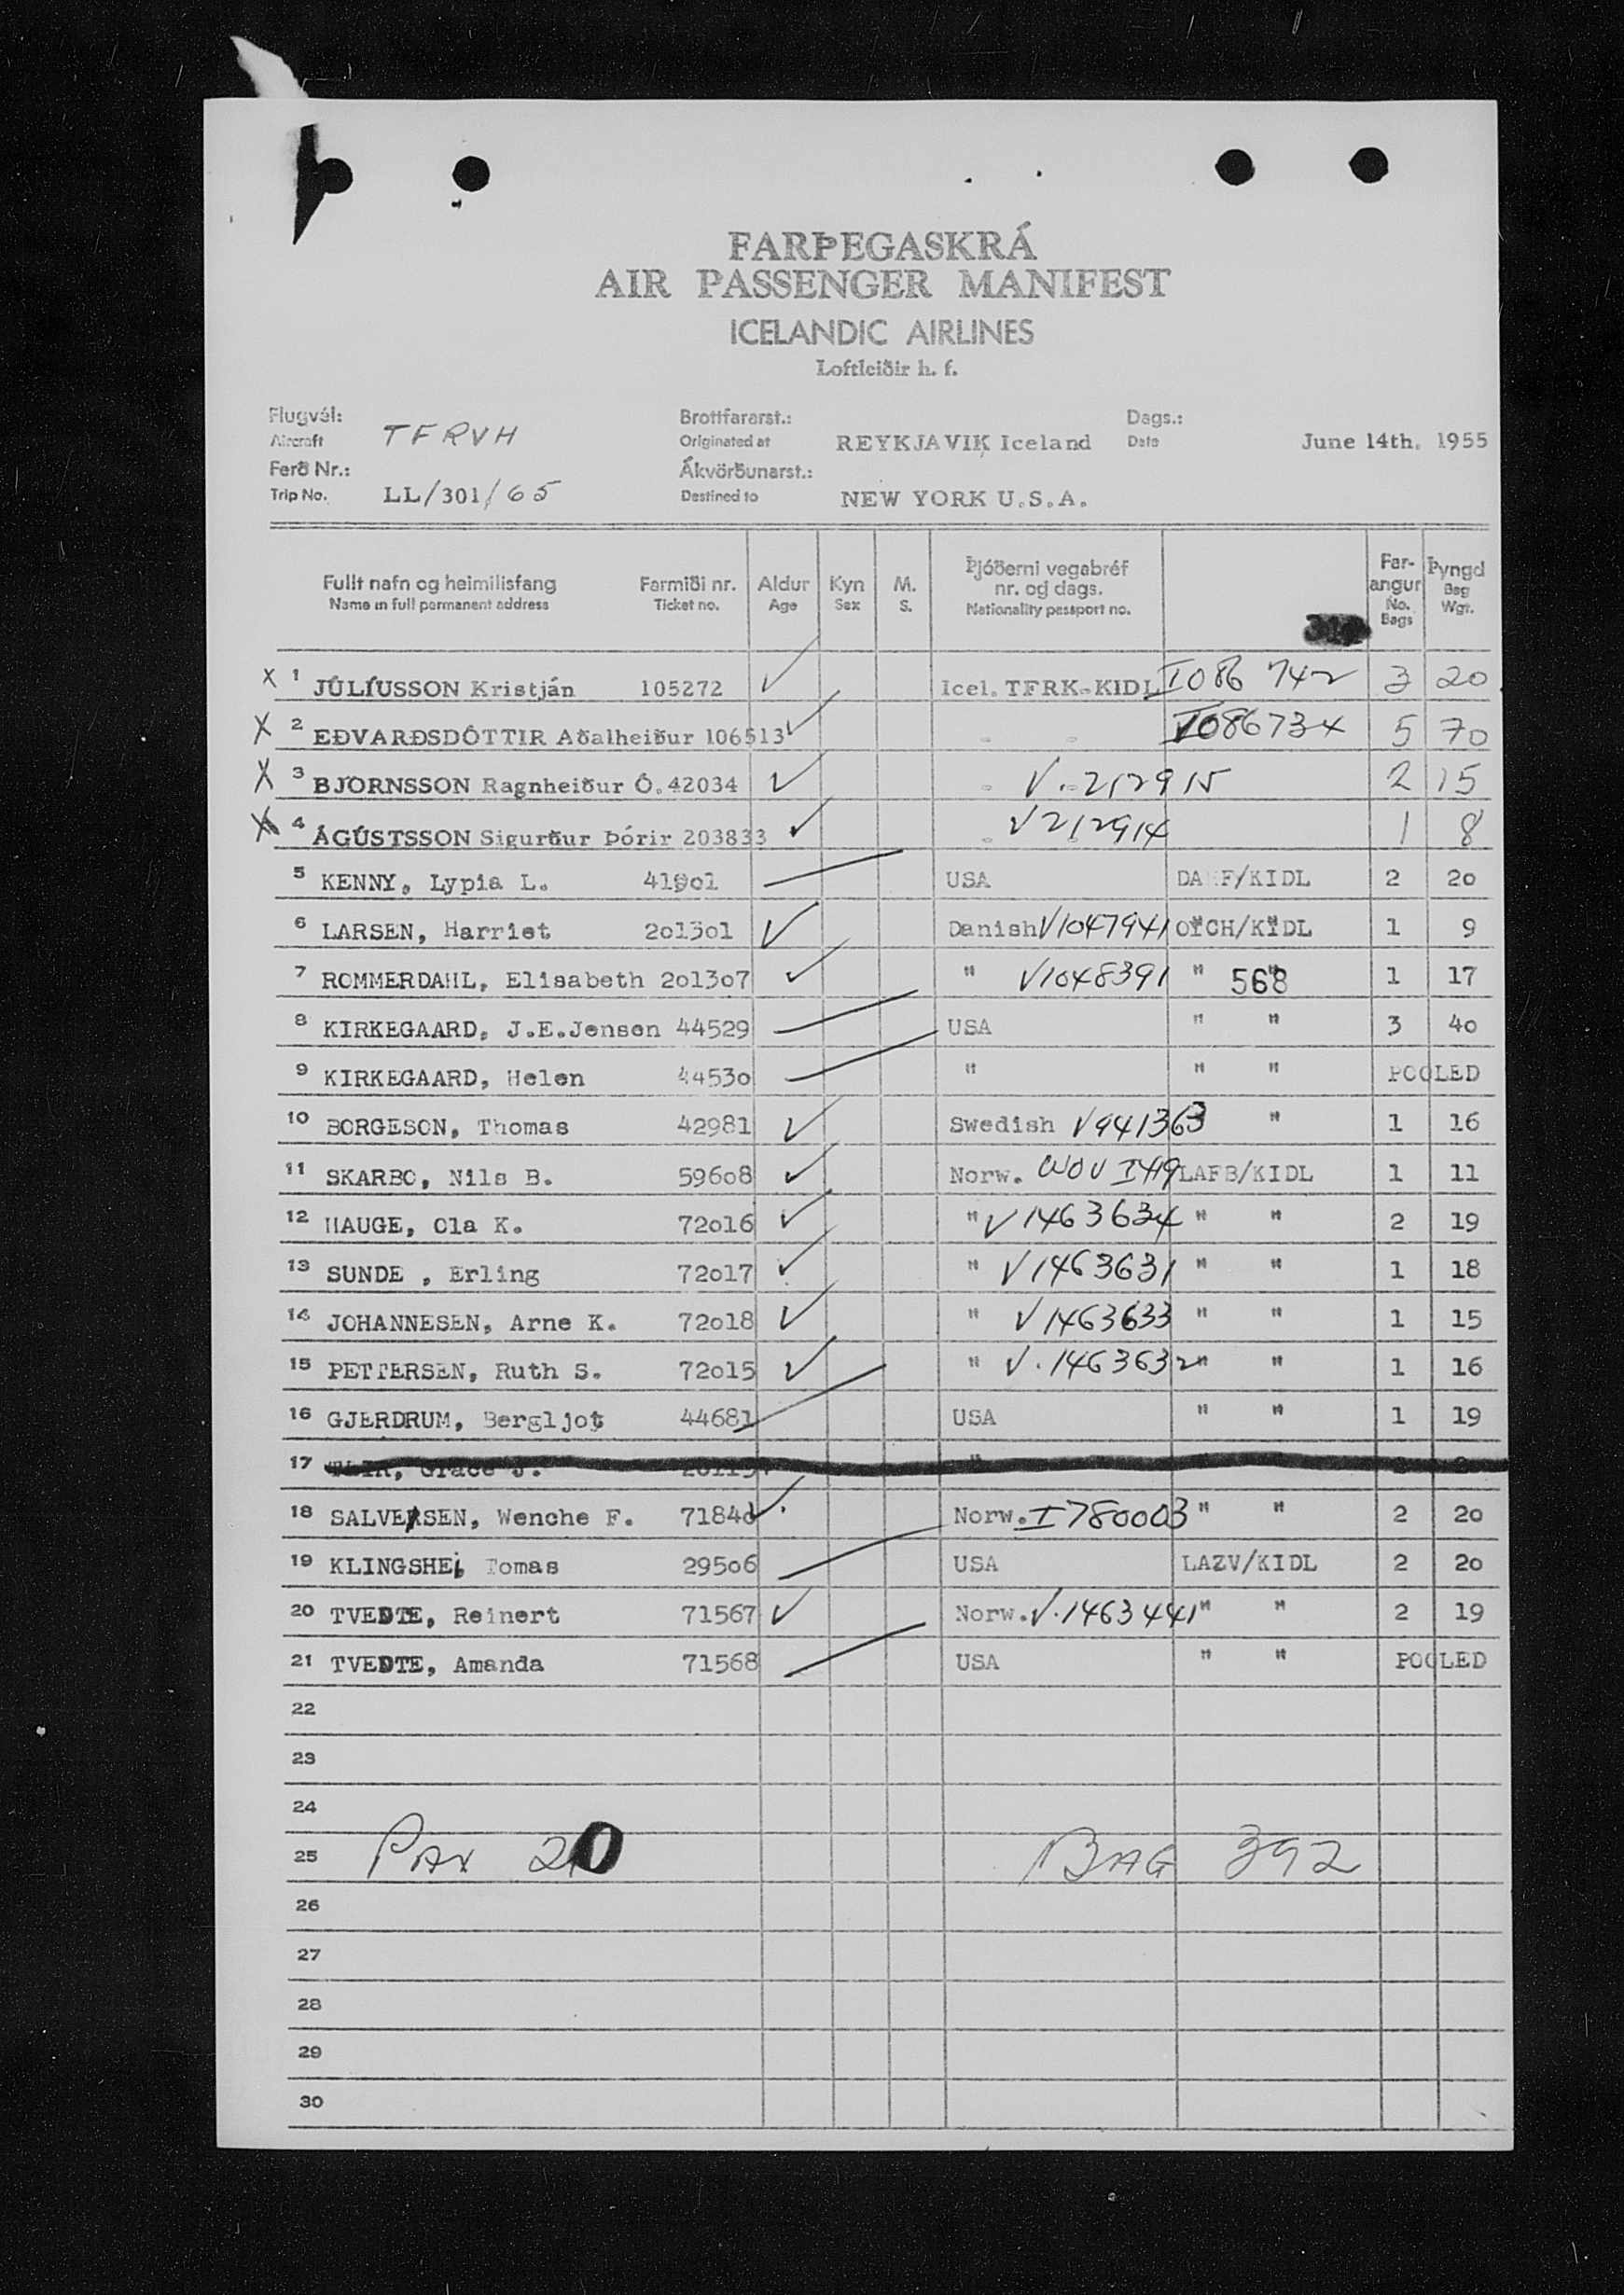 FARÞEGASKRÁ
AIR PASSENGER MANIFEST
ICELANDIC AIRLINES
Loftleiðir h. f.
Flugvél: Brottfararst.: Dags.:
Aircraft TFRVH Originated at REYKJAVIK, Iceland Date June 14th. 1955
Ferð Nr.: Ákvörðunarst.:
Trip No. LL/301/65 Destined to NEW YORK U.S.A.
Fullt nafn og heimilisfang Farmiði nr. Aldur Kyn M. Þjóðerni vegabréf nr. og dags. Far-angur Þyngd
Name in full permanent address Ticket no. Age Sex S. Nationality passport no. No. Bags Bag Wgt.
X 1 JÚLÍUSSON Kristján 105272 ✓ Icel. TFRK-KIDL I086 742 3 20
X 2 EÐVARÐSDÓTTIR Aðalheiður 106513 ✓ I086734 5 70
X 3 BJORNSSON Ragnheiður Ó. 42034 ✓ V.212915 2 15
X 4 ÁGÚSTSSON Sigurður Þórir 203833 ✓ V212914 1 8
5 KENNY, Lypia L. 41901 USA /KIDL 2 20
6 LARSEN, Harriet 201301 ✓ Danish V1047941 OYCH/KIDL 1 9
7 ROMMERDAHL, Elisabeth 201307 ✓ " V1048391 " 568 " 1 17
8 KIRKEGAARD, J.E.Jensen 44529 USA " " 3 40
9 KIRKEGAARD, Helen 44530 " " " POOLED
10 BORGESON, Thomas 42981 ✓ Swedish V941363 " 1 16
11 SKARBO, Nils B. 59608 ✓ Norw. LAFB/KIDL 1 11
12 HAUGE, Ola K. 72016 ✓ " V1463634 " " 2 19
13 SUNDE , Erling 72017 ✓ " V1463631 " " 1 18
14 JOHANNESEN, Arne K. 72018 ✓ " V1463633 " " 1 15
15 PETTERSEN, Ruth S. 72015 ✓ " V.1463632 " " 1 16
16 GJERDRUM, Bergljot 44681 USA " " 1 19
17 Grace J.
18 SALVERSEN, Wenche F. 71840 ✓ Norw. I780003 " " 2 20
19 KLINGSHEI, Tomas 29506 USA LAZV/KIDL 2 20
20 TVEDTE, Reinert 71567 ✓ Norw. V.1463441 " " 2 19
21 TVEDTE, Amanda 71568 USA " " POOLED
22
23
24
25 PAX 20 BAG 392
26
27
28
29
30